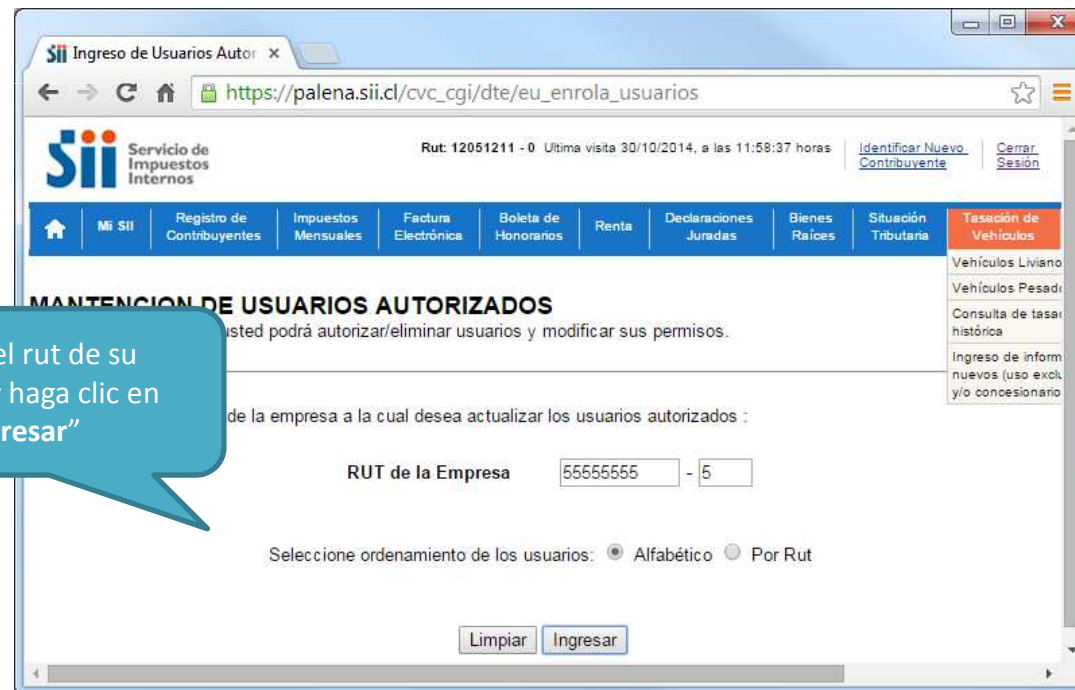 Sii Ingreso de Usuarios Autor ×
https://palena.sii.cl/cvc_cgi/dte/eu_enrola_usuarios
Sii Servicio de
Impuestos
Internos
Rut: 12051211 - 0 Ultima visita 30/10/2014, a las 11:58:37 horas
Identificar Nuevo
Contribuyente
Cerrar
Sesión
Mi SII
Registro de
Contribuyentes
Impuestos
Mensuales
Factura
Electrónica
Boleta de
Honorarios
Renta
Declaraciones
Juradas
Bienes
Raíces
Situación
Tributaria
Tasación de
Vehículos
Vehículos Liviano
Vehículos Pesad
Consulta de tasa
histórica
Ingreso de inform
nuevos (uso exclu
y/o concesionario
MANTENCION DE USUARIOS AUTORIZADOS
usted podrá autorizar/eliminar usuarios y modificar sus permisos.
el rut de su
haga clic en
resar”
de la empresa a la cual desea actualizar los usuarios autorizados :
RUT de la Empresa 55555555 - 5
Seleccione ordenamiento de los usuarios: Alfabético Por Rut
Limpiar Ingresar